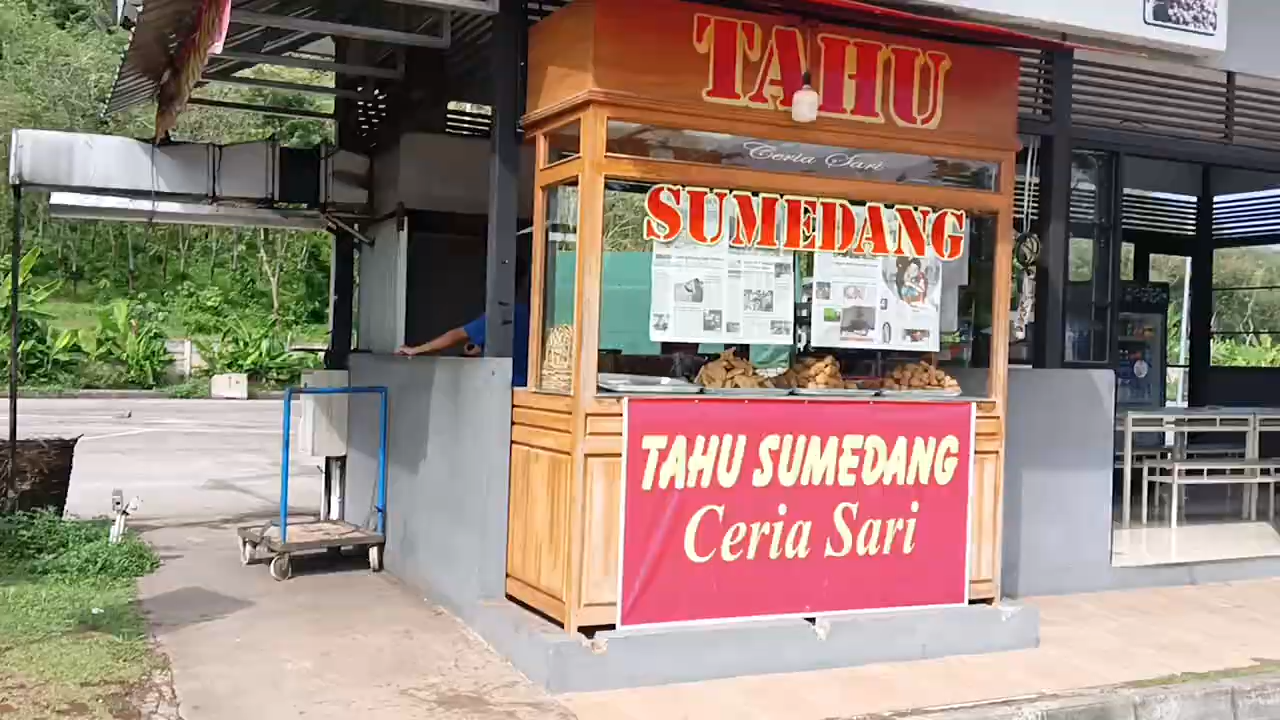 TAHU
Ceria Sari
SUMEDANG
TAHU SUMEDANG
Ceria Sari